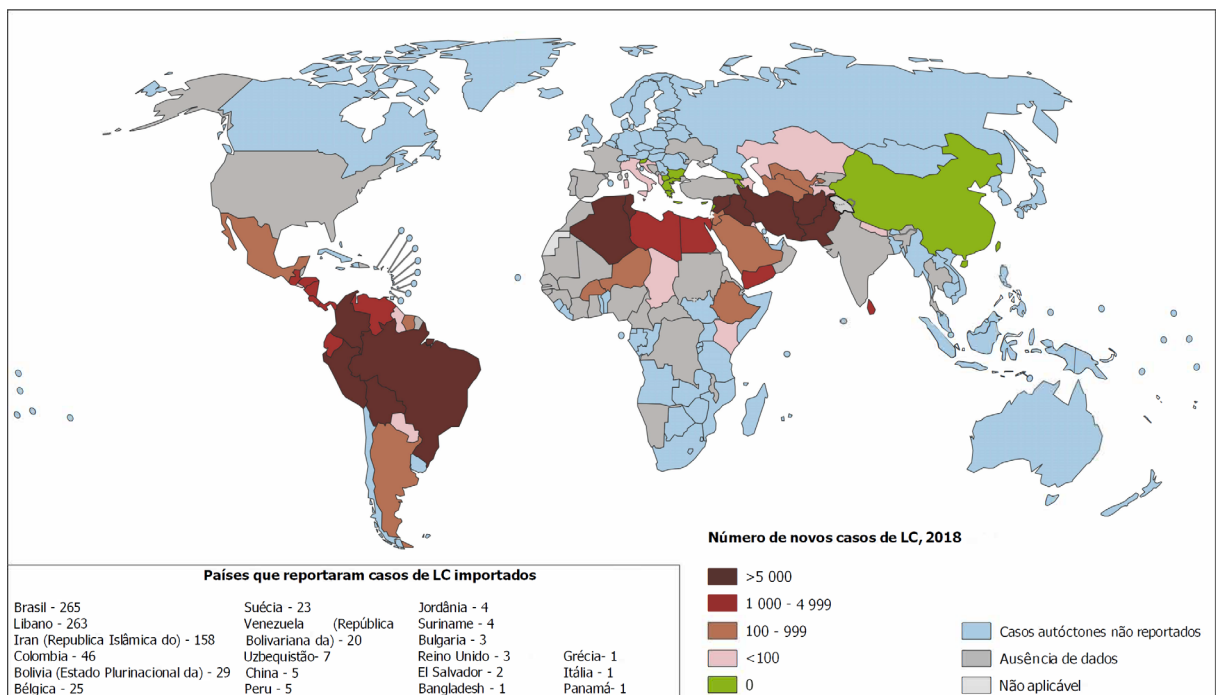 Número de novos casos de LC, 2018
>5 000
1 000 - 4 999
100 - 999
<100
0
Casos autóctones não reportados
Ausência de dados
Não aplicável
Países que reportaram casos de LC importados
Brasil - 265
Libano - 263
Iran (Republica Islâmica do) - 158
Colombia - 46
Bolivia (Estado Plurinacional da) - 29
Bélgica - 25
Suécia - 23
Venezuela (República
Bolivariana da) - 20
Uzbequistão- 7
China - 5
Peru - 5
Jordânia - 4
Suriname - 4
Bulgaria - 3
Reino Unido - 3
El Salvador - 2
Bangladesh - 1
Grécia- 1
Itália - 1
Panamá- 1